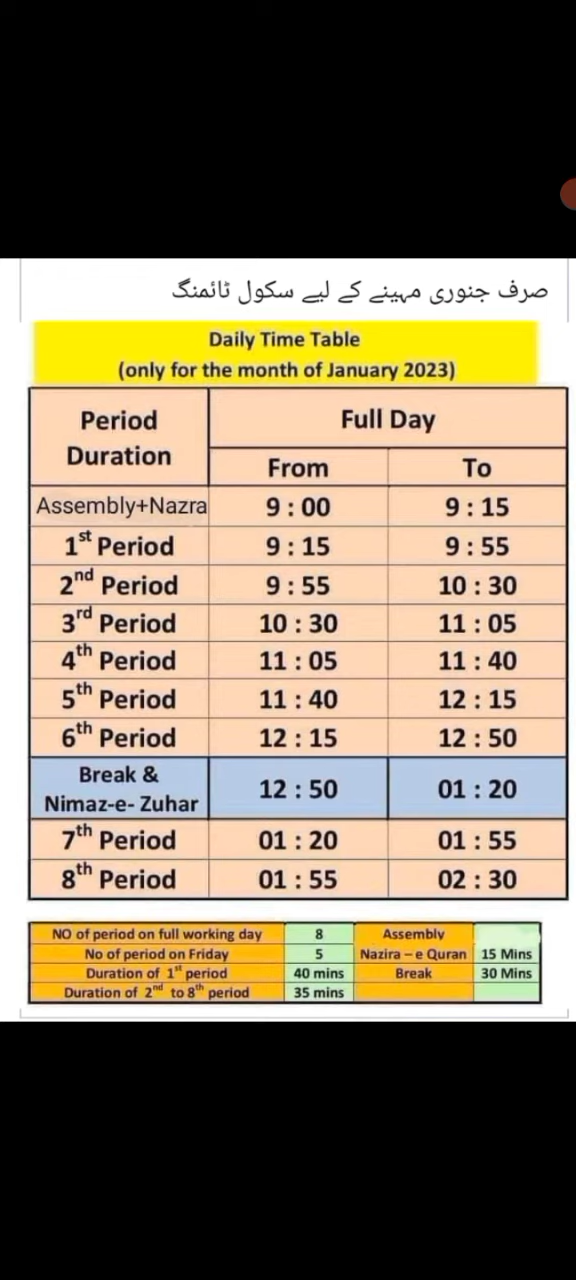 صرف جنوری مہینے کے لیے سکول ٹائمنگ
Daily Time Table
(only for the month of January 2023)
Period Duration Full Day
From To
Assembly+Nazra 9 : 00 9 : 15
1st Period 9 : 15 9 : 55
2nd Period 9 : 55 10 : 30
3rd Period 10 : 30 11 : 05
4th Period 11 : 05 11 : 40
5th Period 11 : 40 12 : 15
6th Period 12 : 15 12 : 50
Break & Nimaz-e- Zuhar 12 : 50 01 : 20
7th Period 01 : 20 01 : 55
8th Period 01 : 55 02 : 30
NO of period on full working day 8 Assembly
No of period on Friday 5 Nazira – e Quran 15 Mins
Duration of 1st period 40 mins Break 30 Mins
Duration of 2nd to 8th period 35 mins